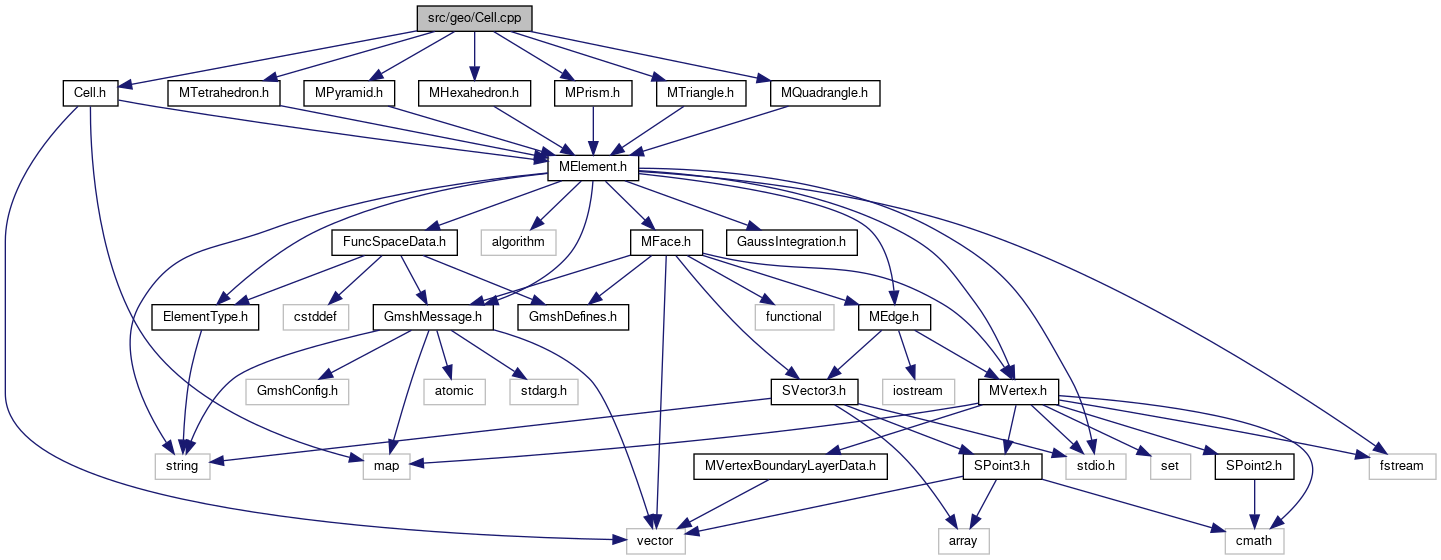 src/geo/Cell.cpp
Cell.h
MTetrahedron.h
MPyramid.h
MHexahedron.h
MPrism.h
MTriangle.h
MQuadrangle.h
MElement.h
FuncSpaceData.h
algorithm
MFace.h
GaussIntegration.h
ElementType.h
cstddef
GmshMessage.h
GmshDefines.h
functional
MEdge.h
GmshConfig.h
atomic
stdarg.h
SVector3.h
iostream
MVertex.h
string
map
MVertexBoundaryLayerData.h
SPoint3.h
stdio.h
set
SPoint2.h
fstream
vector
array
cmath